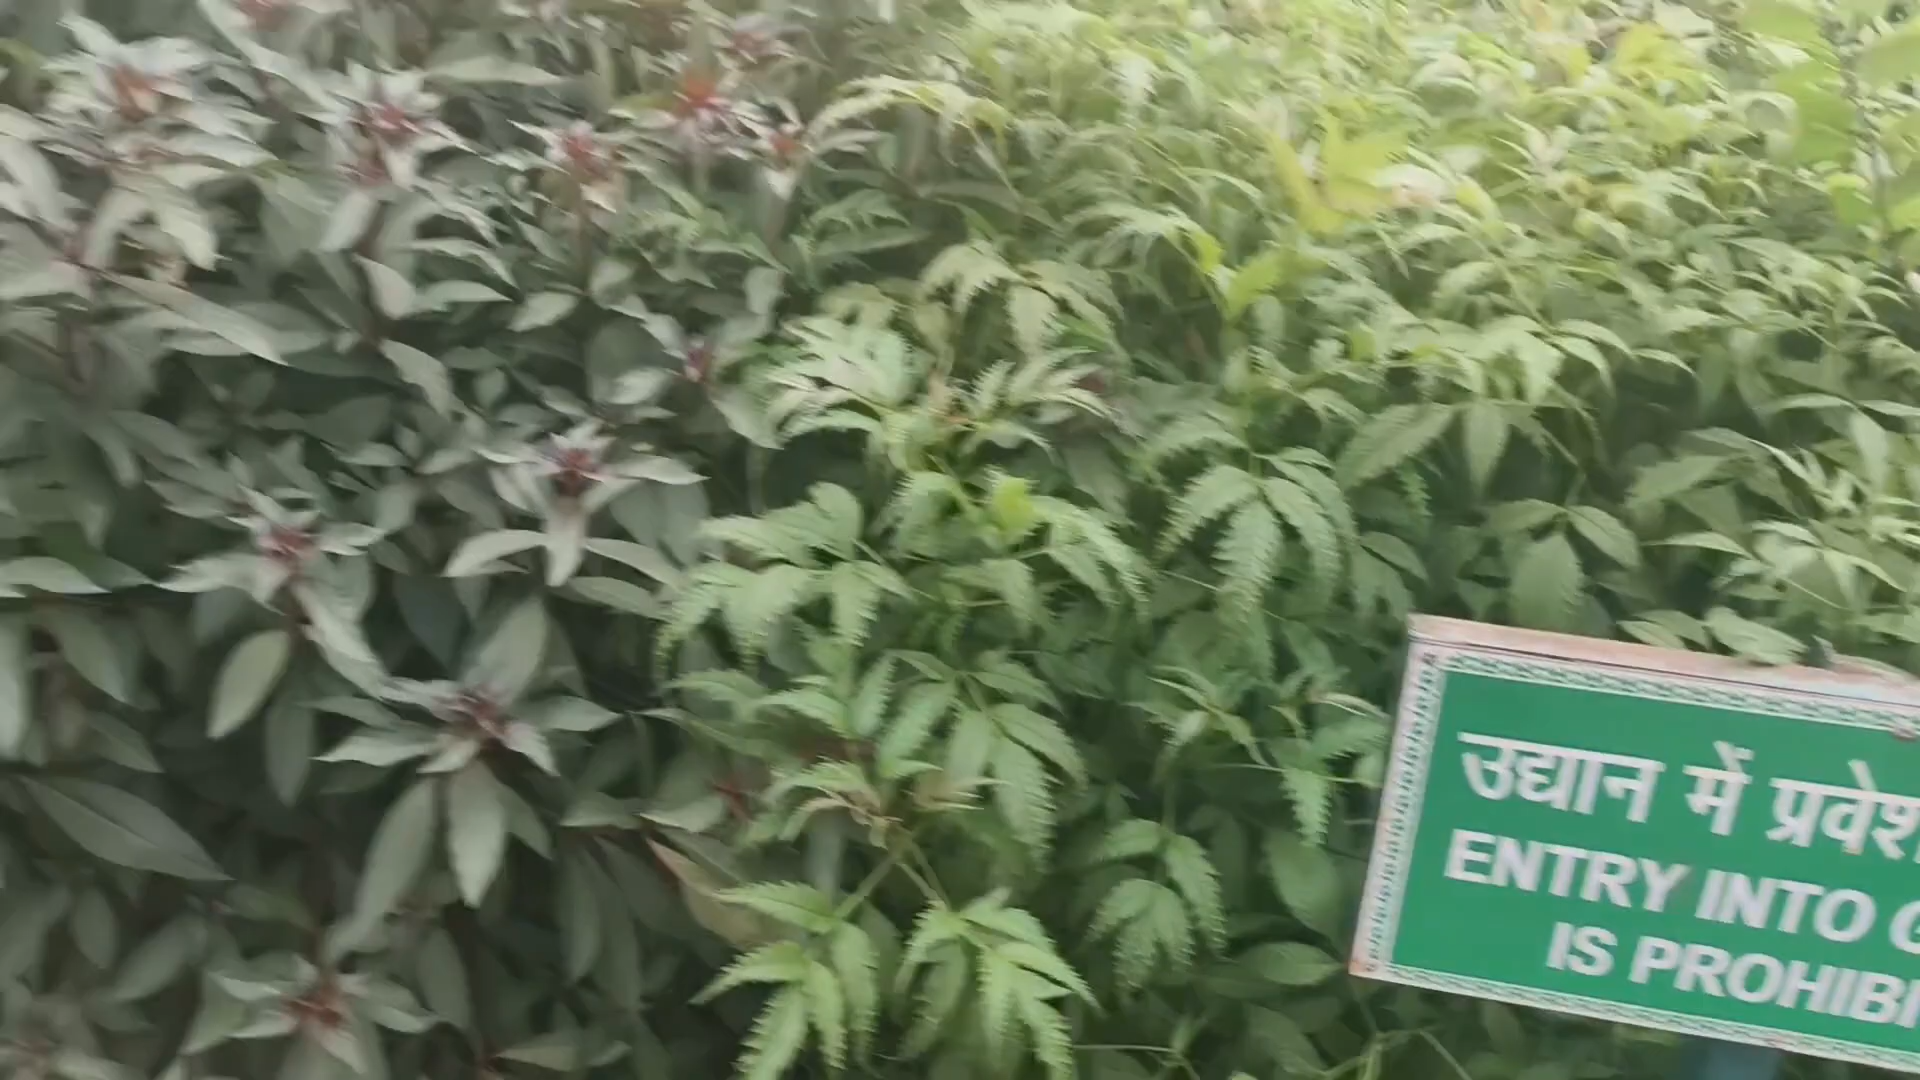 उद्यान में प्रवेश
ENTRY INTO
IS PROHIBI